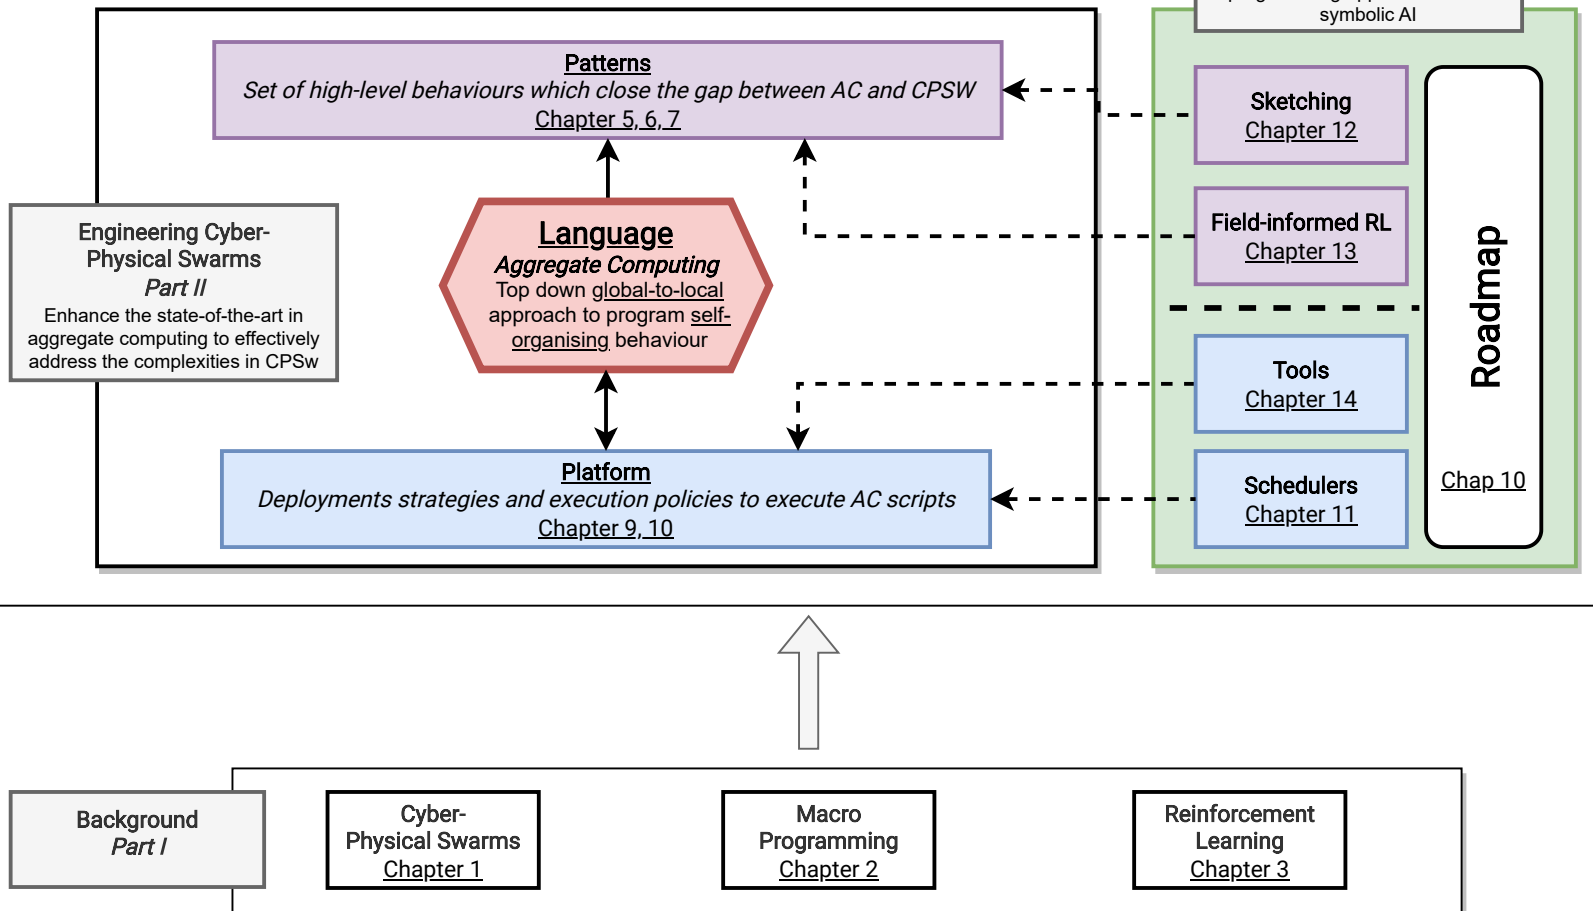 symbolic AI
Patterns
Set of high-level behaviours which close the gap between AC and CPSW
Chapter 5, 6, 7
Sketching
Chapter 12
Field-informed RL
Chapter 13
Engineering Cyber-
Physical Swarms
Part II
Enhance the state-of-the-art in
aggregate computing to effectively
address the complexities in CPSw
Language
Aggregate Computing
Top down global-to-local
approach to program self-
organising behaviour
Roadmap
Chap 10
Tools
Chapter 14
Platform
Deployments strategies and execution policies to execute AC scripts
Chapter 9, 10
Schedulers
Chapter 11
Background
Part I
Cyber-
Physical Swarms
Chapter 1
Macro
Programming
Chapter 2
Reinforcement
Learning
Chapter 3